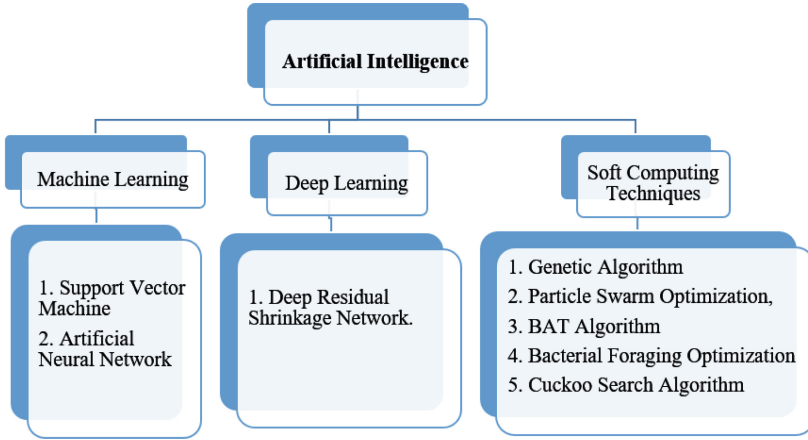 Artificial Intelligence
Machine Learning
Deep Learning
Soft Computing
Techniques
1. Support Vector
Machine
2. Artificial
Neural Network
1. Deep Residual
Shrinkage Network.
1. Genetic Algorithm
2. Particle Swarm Optimization,
3. BAT Algorithm
4. Bacterial Foraging Optimization
5. Cuckoo Search Algorithm